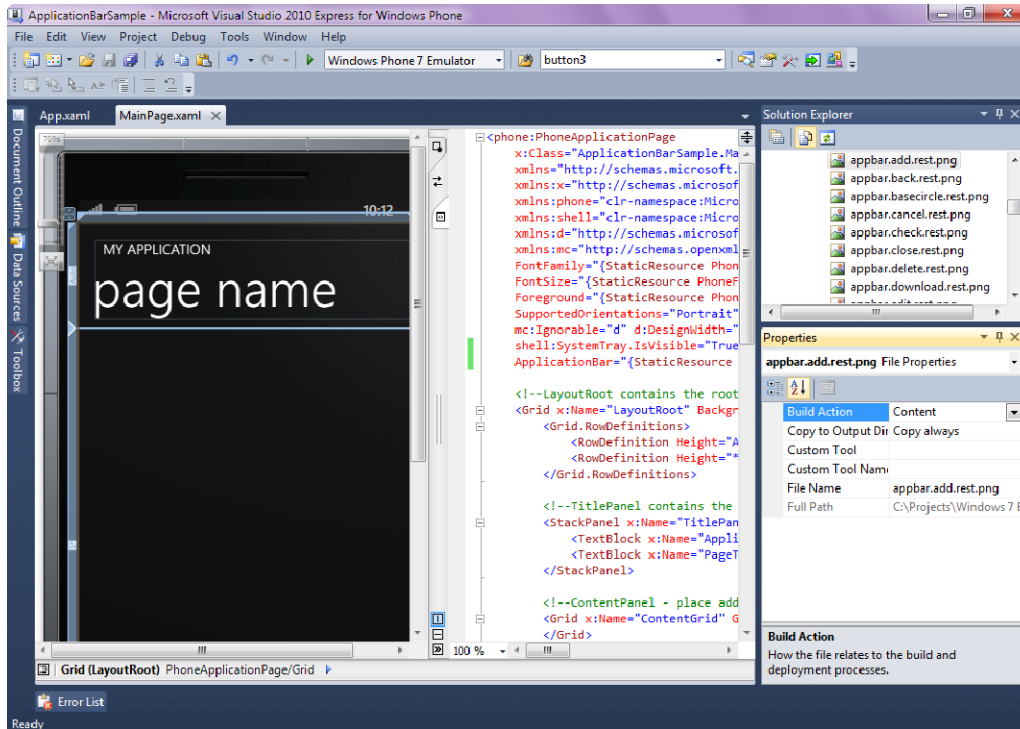 ApplicationBarSample - Microsoft Visual Studio 2010 Express for Windows Phone
File Edit View Project Debug Tools Window Help
Windows Phone 7 Emulator button3
App.xaml MainPage.xaml
Document Outline
Data Sources
Toolbox
70%
10:12
MY APPLICATION
page name
<phone:PhoneApplicationPage
x:Class="ApplicationBarSample.Ma
xmlns="http://schemas.microsoft.
xmlns:x="http://schemas.microsof
xmlns:phone="clr-namespace:Micro
xmlns:shell="clr-namespace:Micro
xmlns:d="http://schemas.microsof
xmlns:mc="http://schemas.openxml
FontFamily="{StaticResource Phon
FontSize="{StaticResource PhoneF
Foreground="{StaticResource Phon
SupportedOrientations="Portrait"
mc:Ignorable="d" d:DesignWidth="
shell:SystemTray.IsVisible="True
ApplicationBar="{StaticResource
<!--LayoutRoot contains the root
<Grid x:Name="LayoutRoot" Backgr
<Grid.RowDefinitions>
<RowDefinition Height="A
<RowDefinition Height="*
</Grid.RowDefinitions>
<!--TitlePanel contains the
<StackPanel x:Name="TitlePan
<TextBlock x:Name="Appli
<TextBlock x:Name="PageT
</StackPanel>
<!--ContentPanel - place add
<Grid x:Name="ContentGrid" G
</Grid>
100 %
Grid (LayoutRoot) PhoneApplicationPage/Grid
Solution Explorer
appbar.add.rest.png
appbar.back.rest.png
appbar.basecircle.rest.png
appbar.cancel.rest.png
appbar.check.rest.png
appbar.close.rest.png
appbar.delete.rest.png
appbar.download.rest.png
Properties
appbar.add.rest.png File Properties
Build Action Content
Copy to Output Dir Copy always
Custom Tool
Custom Tool Nam
File Name appbar.add.rest.png
Full Path C:\Projects\Windows 7 E
Build Action
How the file relates to the build and
deployment processes.
Error List
Ready